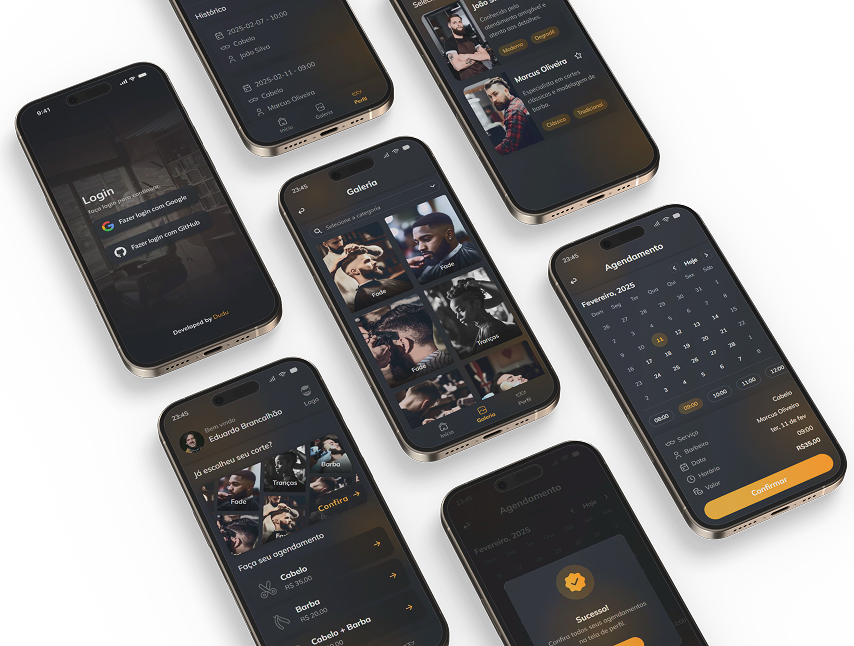 Histórico
2025-02-07 - 10:00
Cabelo
João Silva
2025-02-11 - 09:00
Cabelo
Marcus Oliveira
Início
Galeria
Perfil
Conhecido pelo
atendimento amigável e
atento aos detalhes.
Moderno
Degradê
Marcus Oliveira
Especialista em cortes
clássicos e modelagem de
barba.
Clássico
Tradicional
9:41
Login
Faça login para continuar.
Fazer login com Google
Fazer login com GitHub
Developed by Dudu
23:45
Galeria
Selecione a categoria
Fade
Fade
Fade
Tranças
Início
Galeria
Perfil
23:45
Agendamento
Fevereiro, 2025
Hoje
Dom Seg Ter Qua Qui Sex Sáb
26 27 28 29 30 31 1
2 3 4 5 6 7 8
9 10 11 12 13 14 15
16 17 18 19 20 21 22
23 24 25 26 27 28 1
2 3 4 5 6 7 8
08:00 09:00 10:00 11:00 12:00
Serviço Cabelo
Barbeiro Marcus Oliveira
Data ter, 11 de fev
Horário 09:00
Valor R$35,00
Confirmar
23:45
Bem vindo
Eduardo Brancalhão
Logo
Já escolheu seu corte?
Fade
Tranças
Barba
Confira
Faça seu agendamento
Cabelo
R$ 35,00
Barba
R$ 20,00
Cabelo + Barba
23:45
Agendamento
Fevereiro, 2025
Hoje
Sucesso!
Confira todos seus agendamentos
na tela de perfil.